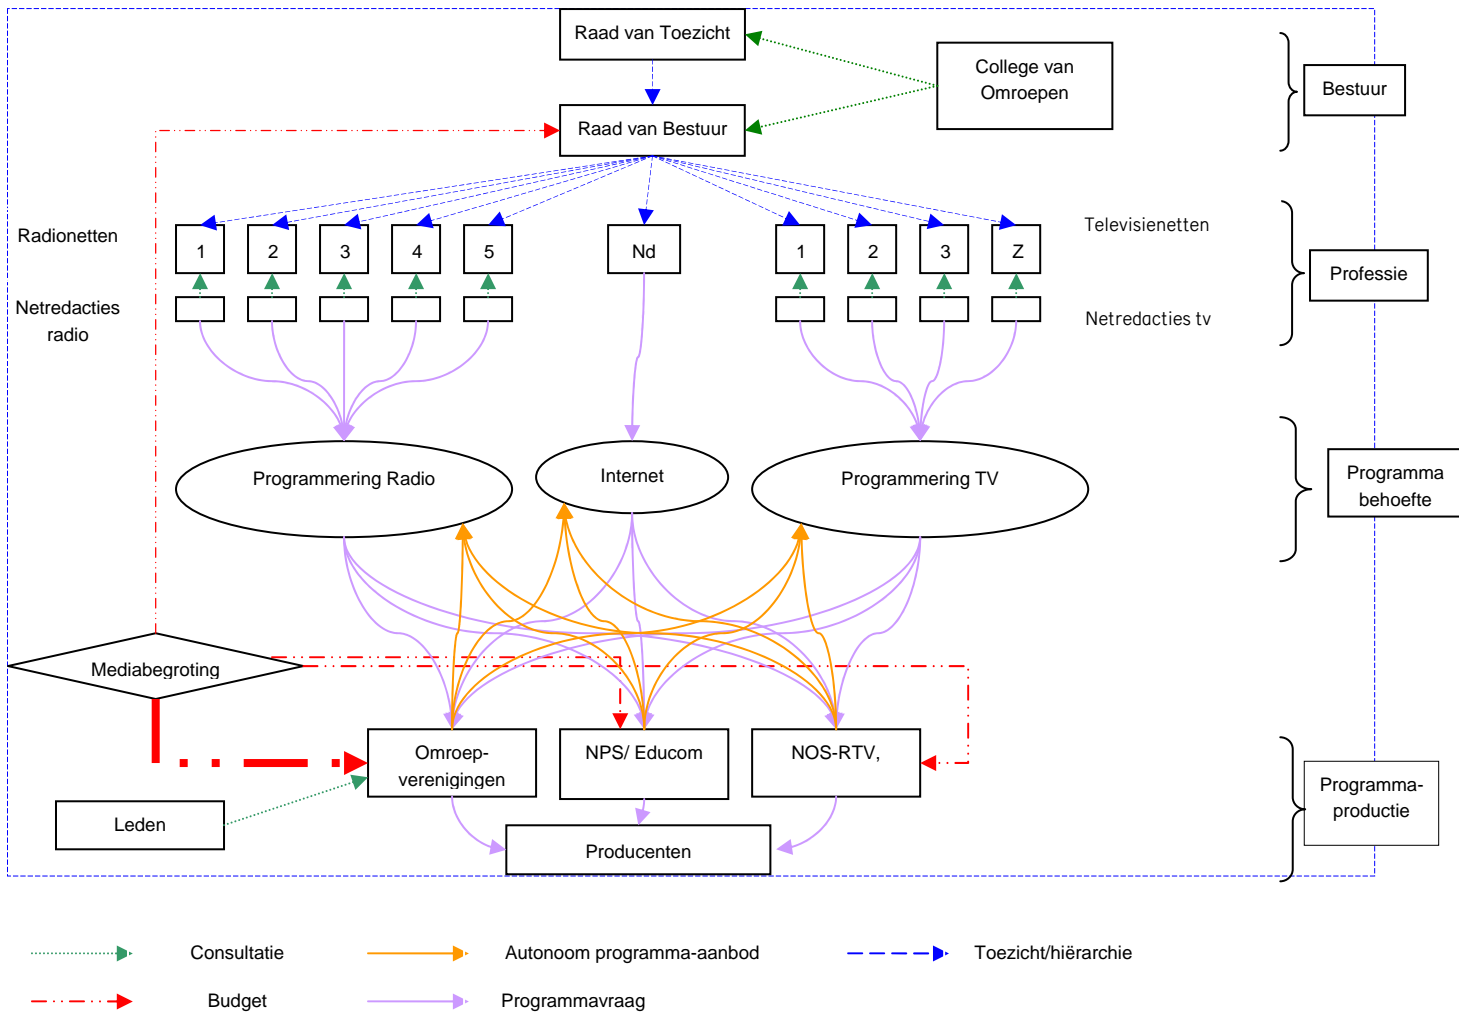 Raad van Toezicht
College van
Omroepen
Bestuur
Raad van Bestuur
Radionetten
1 2 3 4 5 Nd 1 2 3 Z
Televisienetten
Professie
Netredacties
radio
Netredacties tv
Programmering Radio
Internet
Programmering TV
Programma
behoefte
Mediabegroting
Omroep-
verenigingen
NPS/ Educom
NOS-RTV,
Programma-
productie
Leden
Producenten
Consultatie
Autonoom programma-aanbod
Toezicht/hiërarchie
Budget
Programmavraag